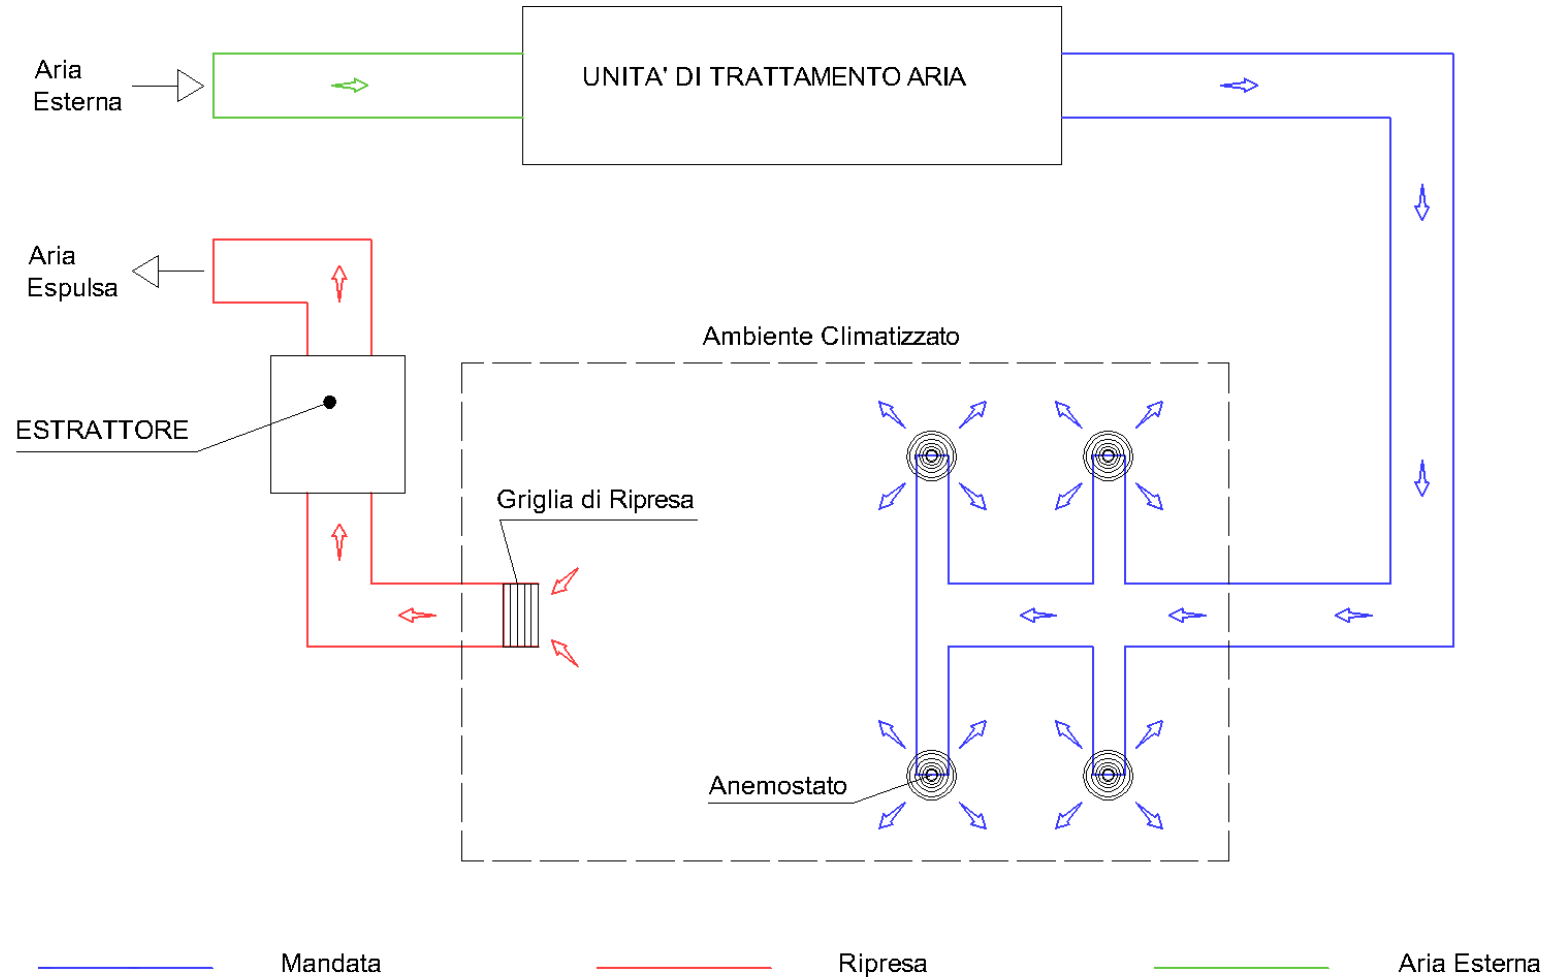 Aria
Esterna
UNITA' DI TRATTAMENTO ARIA
Aria
Espulsa
Ambiente Climatizzato
ESTRATTORE
Griglia di Ripresa
Anemostato
Mandata
Ripresa
Aria Esterna